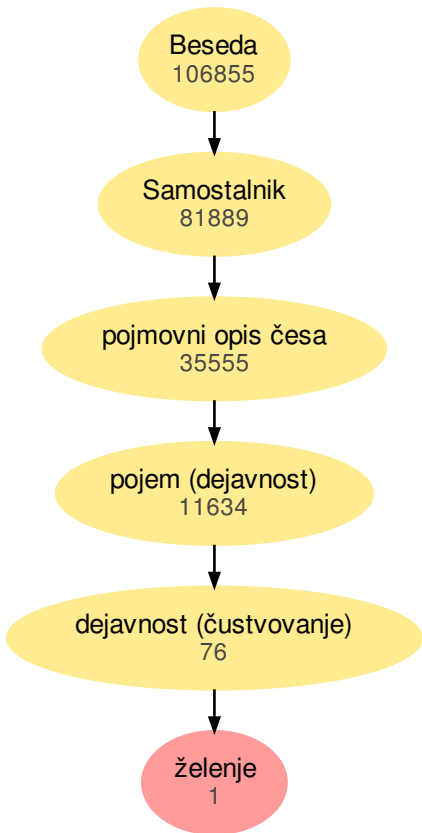 Beseda
106855
Samostalnik
81889
pojmovni opis česa
35555
pojem (dejavnost)
11634
dejavnost (čustvovanje)
76
želenje
1